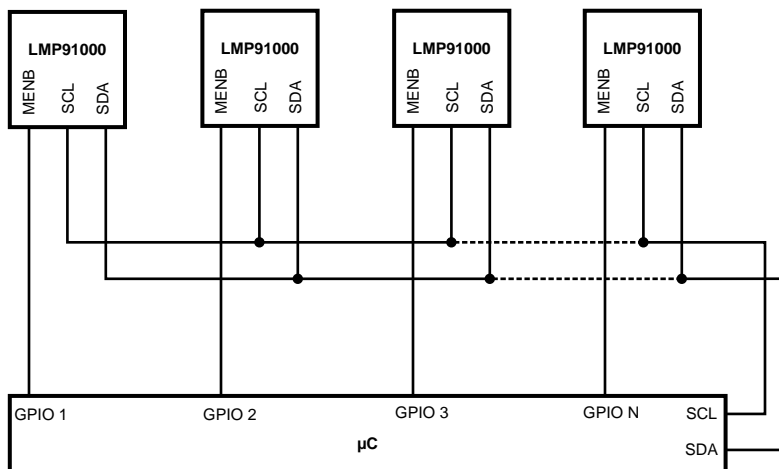 LMP91000 LMP91000 LMP91000 LMP91000
MENB SCL SDA MENB SCL SDA MENB SCL SDA MENB SCL SDA
GPIO 1 GPIO 2 GPIO 3 GPIO N SCL
µC
SDA